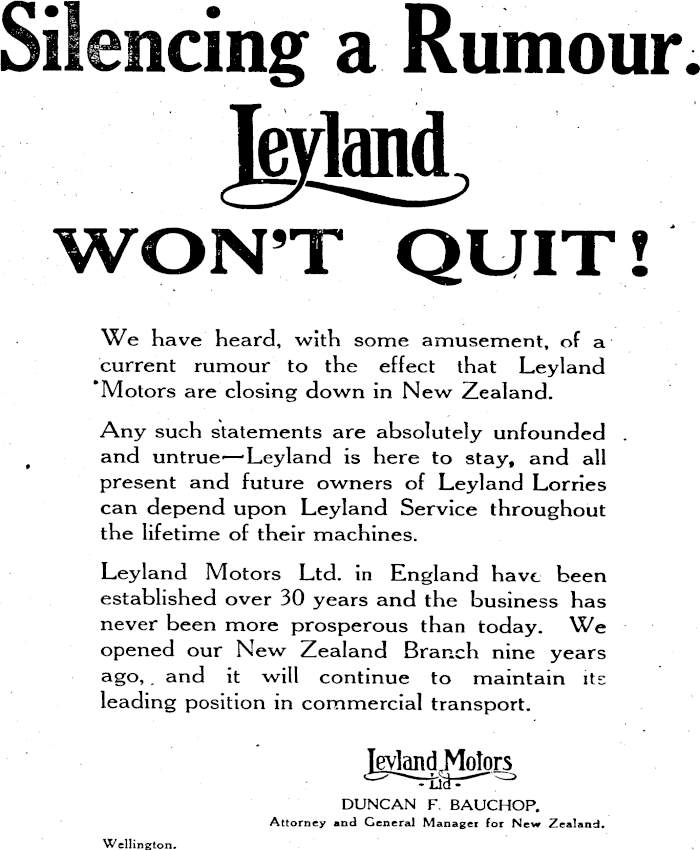 Silencing a Rumour.
Leyland
WON'T QUIT!
We have heard, with some amusement, of a
current rumour to the effect that Leyland
Motors are closing down in New Zealand.
Any such statements are absolutely unfounded
and untrue—Leyland is here to stay, and all
present and future owners of Leyland Lorries
can depend upon Leyland Service throughout
the lifetime of their machines.
Leyland Motors Ltd. in England have been
established over 30 years and the business has
never been more prosperous than today. We
opened our New Zealand Branch nine years
ago, and it will continue to maintain its
leading position in commercial transport.
Leyland Motors
- Ltd -
DUNCAN F. BAUCHOP.
Attorney and General Manager for New Zealand.
Wellington.